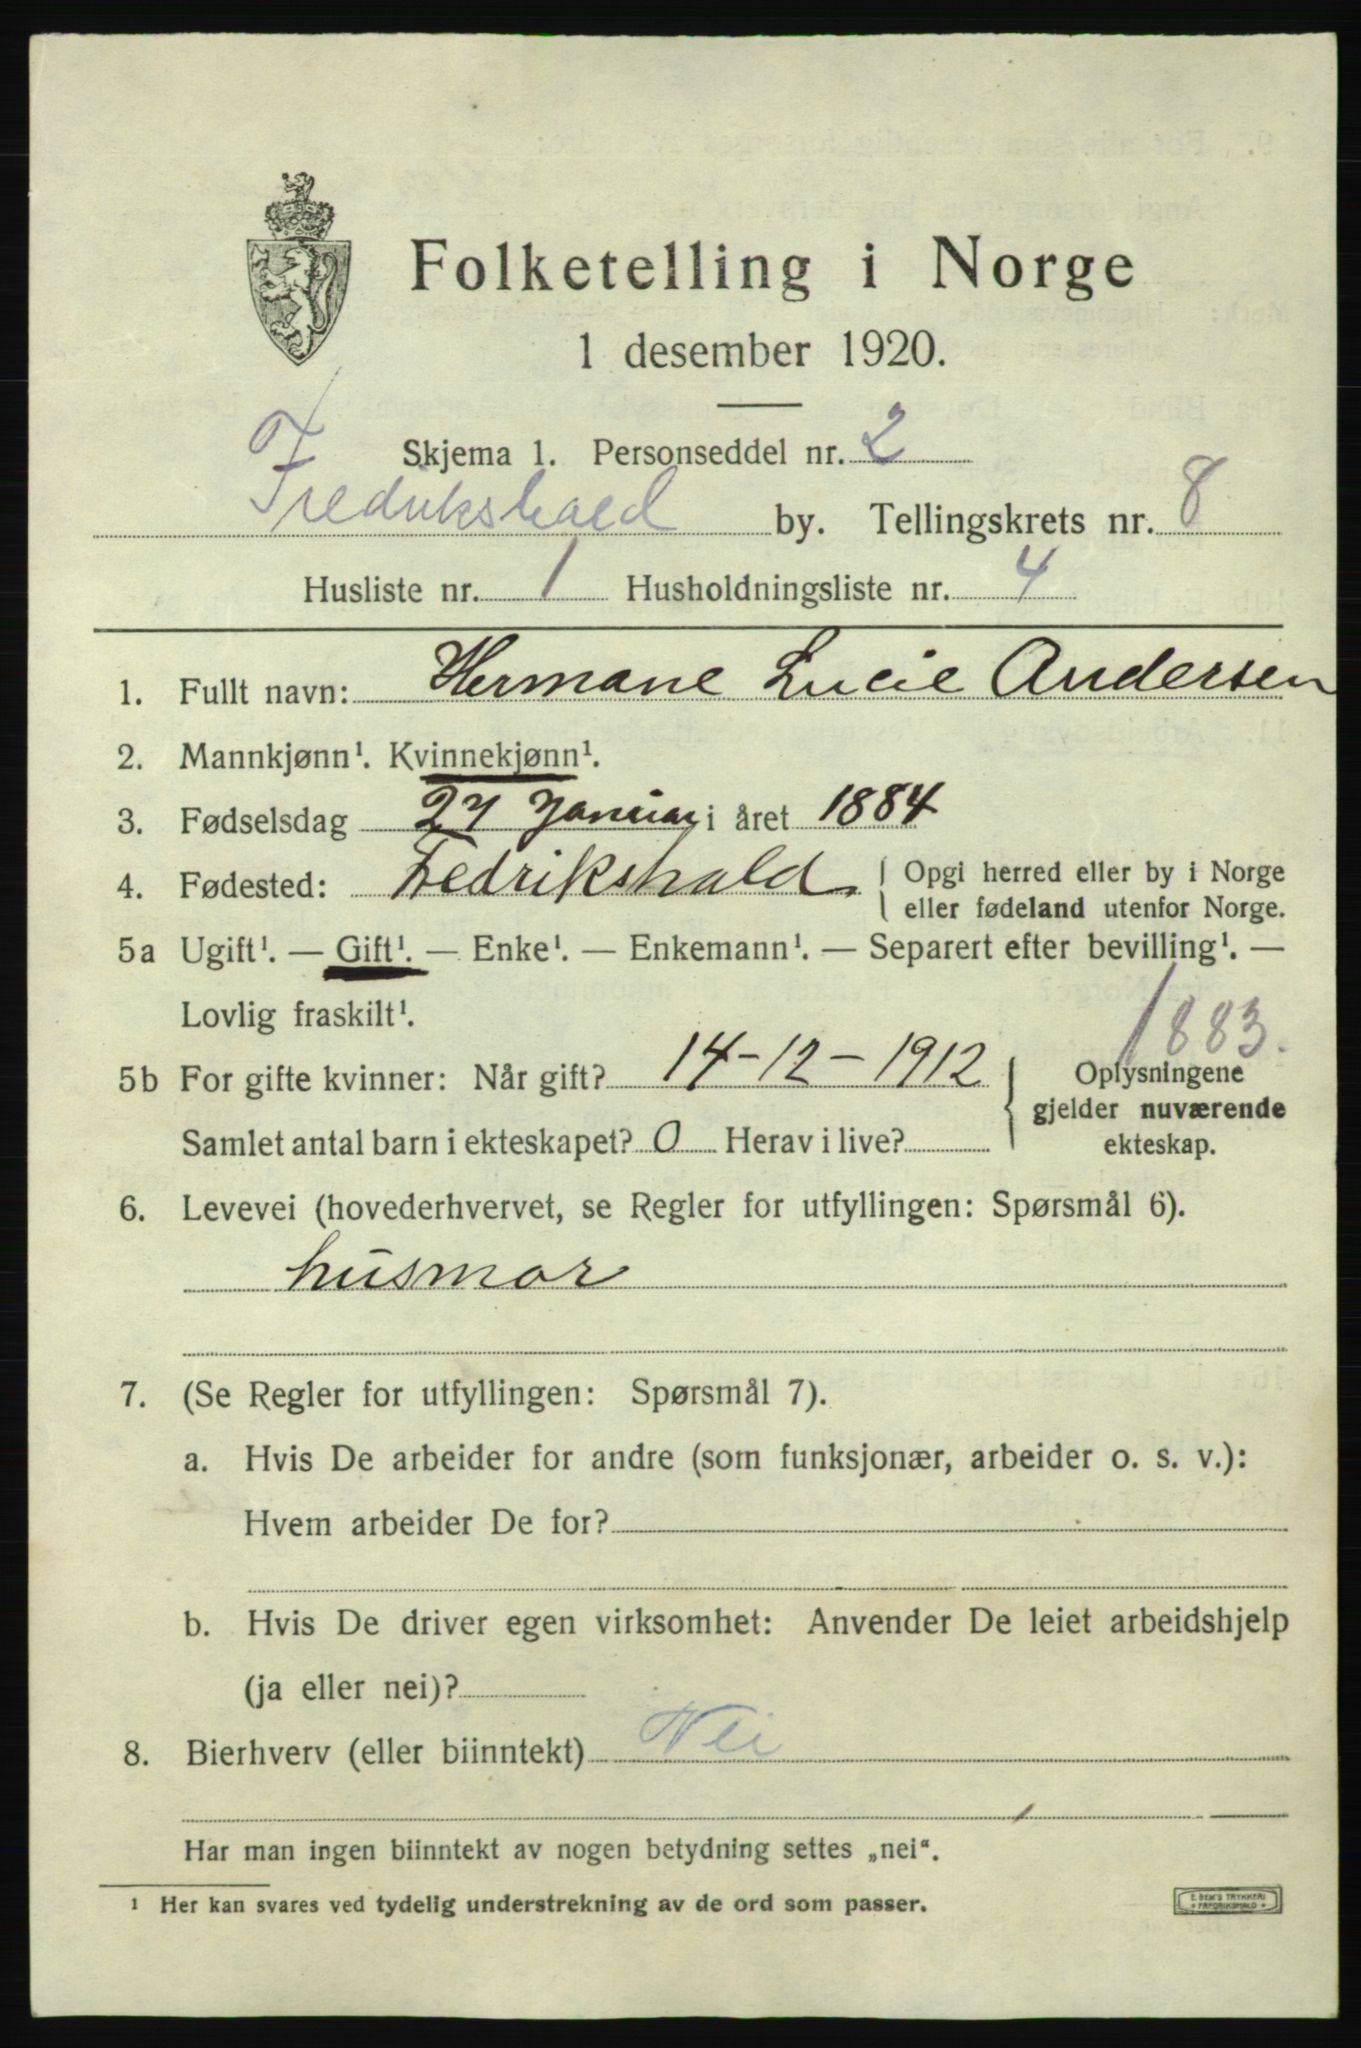 Folketelling i Norge
1 desember 1920.
Skjema 1. Personseddel nr. 2
Fredrikshald by. Tellingskrets nr. 8
Husliste nr. 1 Husholdningsliste nr. 4
1. Fullt navn: Hermane Lucie Andersen
2. Mannkjønn¹. Kvinnekjønn¹.
3. Fødselsdag 27 Januar i året 1884
4. Fødested: Fredrikshald { Opgi herred eller by i Norge
eller fødeland utenfor Norge.
5a Ugift¹. — Gift¹. — Enke¹. — Enkemann¹. — Separert efter bevilling¹. —
Lovlig fraskilt¹.
1883.
5b For gifte kvinner: Når gift? 14-12-1912 } Oplysningene
gjelder nuværende
Samlet antal barn i ekteskapet? 0 Herav i live?
ekteskap.
6. Levevei (hovederhvervet, se Regler for utfyllingen: Spørsmål 6).
husmor
7. (Se Regler for utfyllingen: Spørsmål 7).
a. Hvis De arbeider for andre (som funksjonær, arbeider o. s. v.):
Hvem arbeider De for?
b. Hvis De driver egen virksomhet: Anvender De leiet arbeidshjelp
(ja eller nei)?
8. Bierhverv (eller biinntekt) Nei
Har man ingen biinntekt av nogen betydning settes „nei“.
¹ Her kan svares ved tydelig understrekning av de ord som passer.
E. SEM'S TRYKKERI
★ FREDRIKSHALD ★